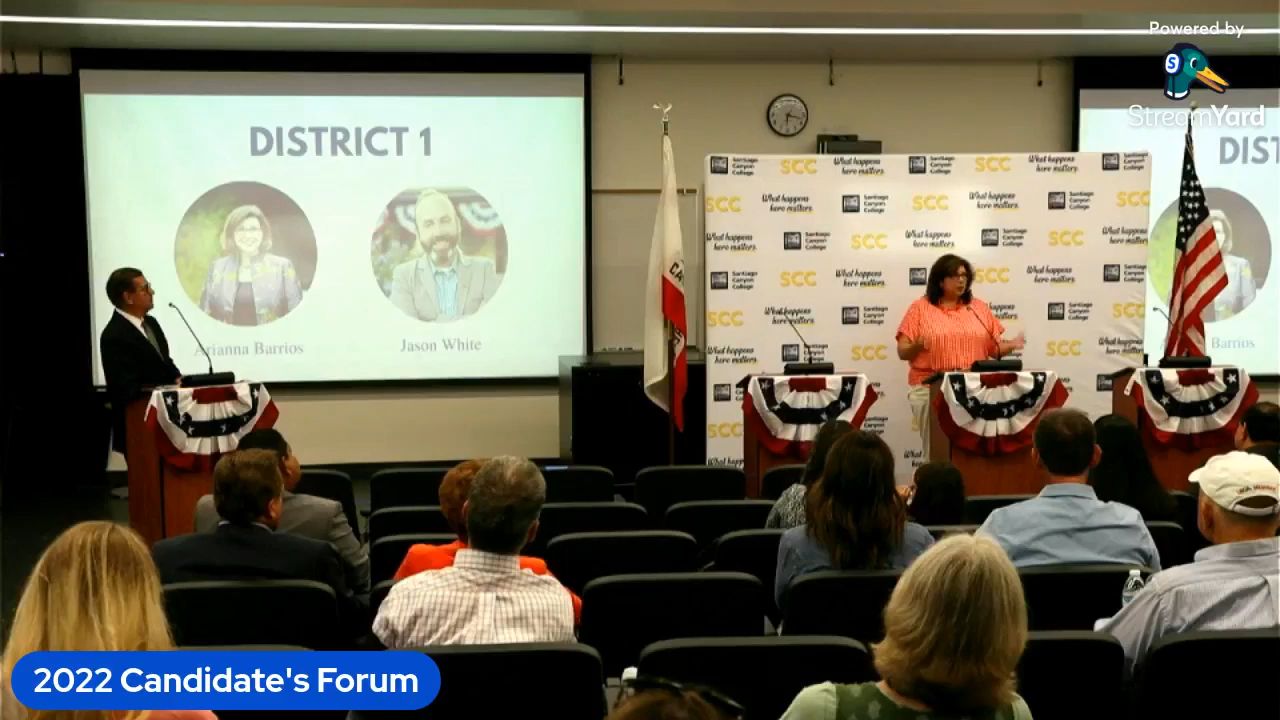 Powered by
StreamYard
DISTRICT 1
Arianna Barrios
Jason White
DIST
Barrios
Santiago
Canyon
College
SCC
What happens
here matters.
2022 Candidate's Forum